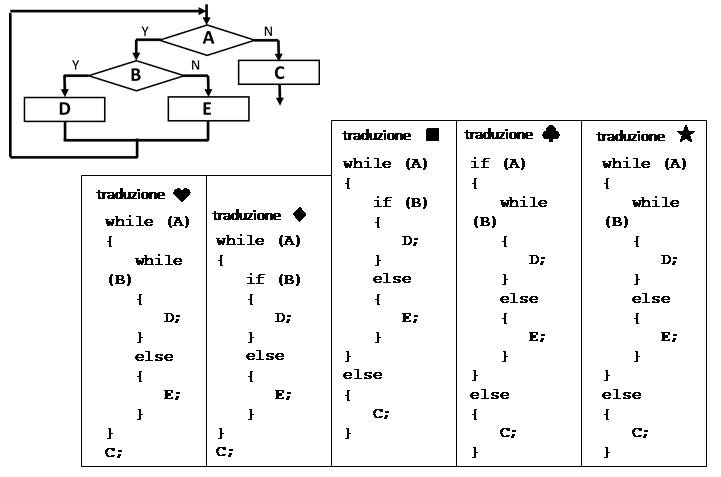 Y
A
N
Y
B
N
C
D
E
traduzione ♥
while (A)
{
while
(B)
{
D;
}
else
{
E;
}
}
C;
traduzione ♦
while (A)
{
if (B)
{
D;
}
else
{
E;
}
}
C;
traduzione ■
while (A)
{
if (B)
{
D;
}
else
{
E;
}
}
else
{
C;
}
traduzione ♣
if (A)
{
while
(B)
{
D;
}
else
{
E;
}
}
else
{
C;
}
traduzione ★
while (A)
{
while
(B)
{
D;
}
else
{
E;
}
}
else
{
C;
}